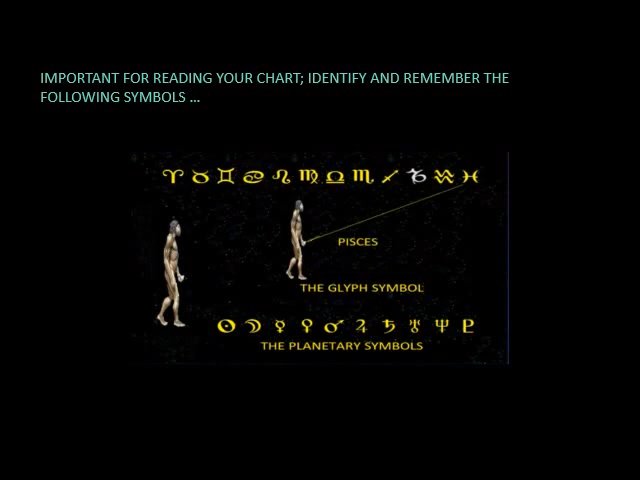 IMPORTANT FOR READING YOUR CHART; IDENTIFY AND REMEMBER THE
FOLLOWING SYMBOLS ...
♈ ♉ ♊ ♋ ♌ ♍ ♎ ♏ ♐ ♑ ♒ ♓
PISCES
THE GLYPH SYMBOL
☉ ☽ ☿ ♀ ♂ ♃ ♄ ♅ ♆ ♇
THE PLANETARY SYMBOLS